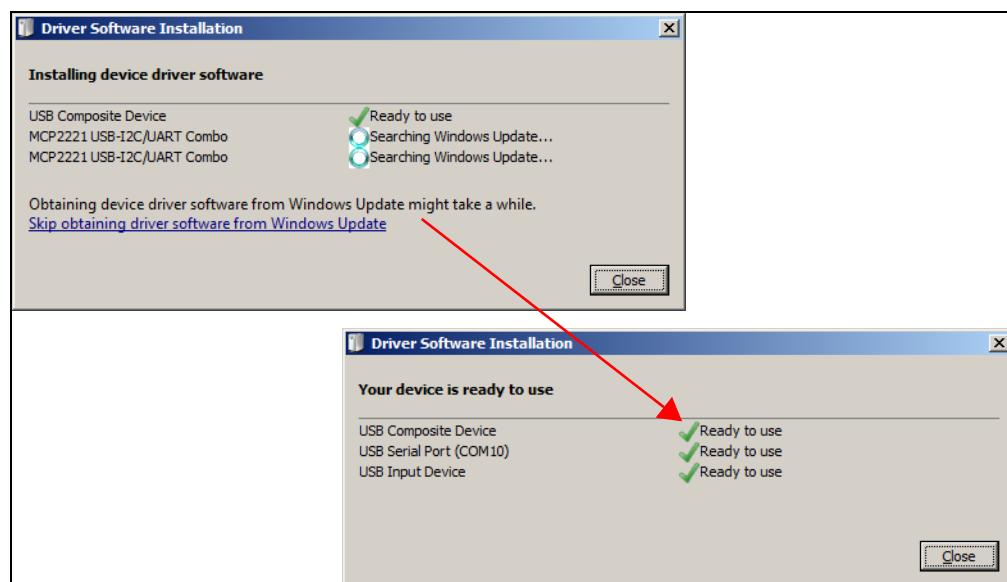 Driver Software Installation
Installing device driver software
USB Composite Device Ready to use
MCP2221 USB-I2C/UART Combo Searching Windows Update...
MCP2221 USB-I2C/UART Combo Searching Windows Update...
Obtaining device driver software from Windows Update might take a while.
Skip obtaining driver software from Windows Update
Close
Driver Software Installation
Your device is ready to use
USB Composite Device Ready to use
USB Serial Port (COM10) Ready to use
USB Input Device Ready to use
Close